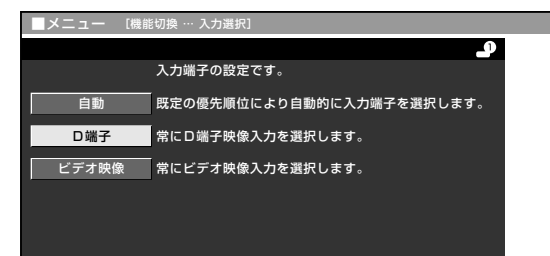 ■メニュー [機能切換 … 入力選択]
1
入力端子の設定です。
自動 既定の優先順位により自動的に入力端子を選択します。
D端子 常にD端子映像入力を選択します。
ビデオ映像 常にビデオ映像入力を選択します。